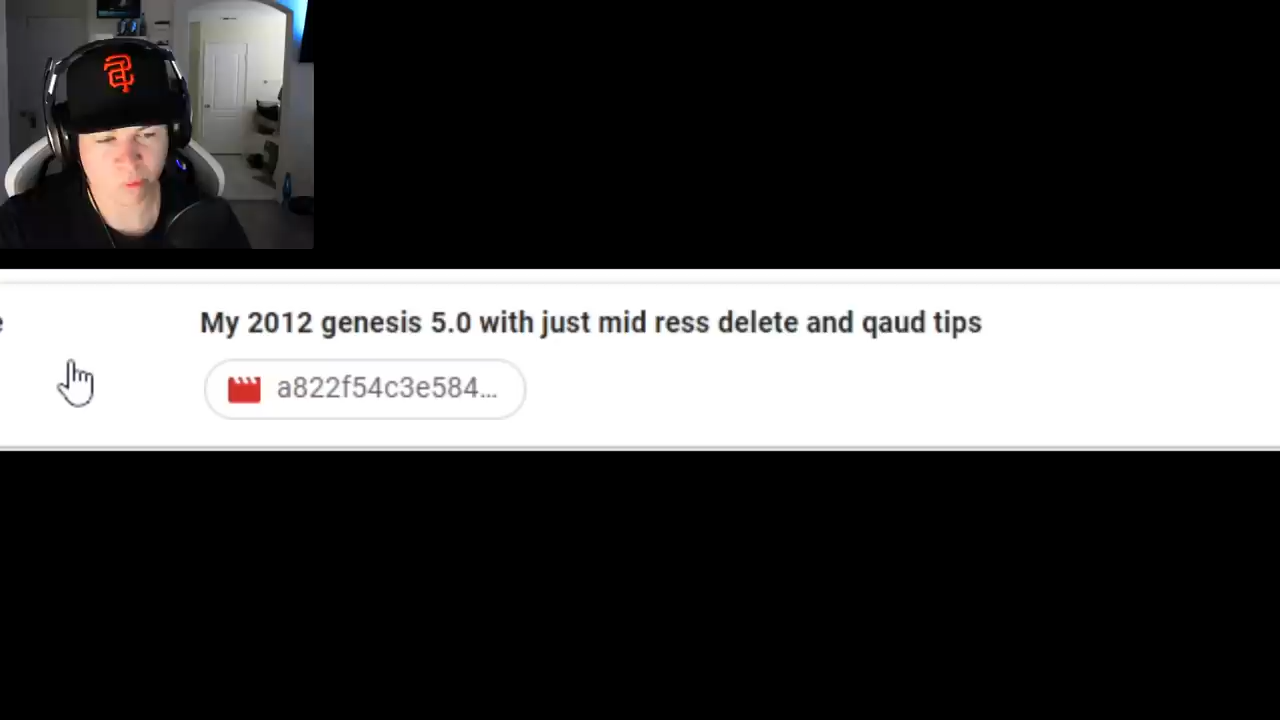 e
My 2012 genesis 5.0 with just mid ress delete and qaud tips
a822f54c3e584...